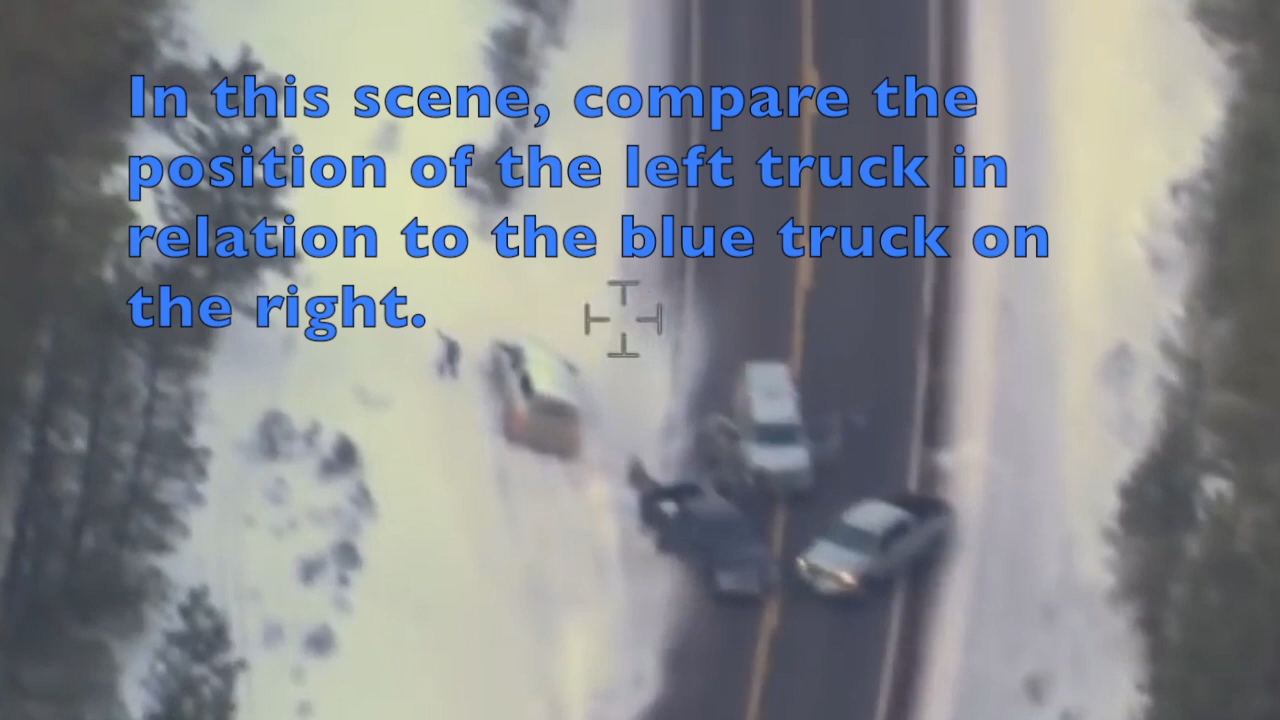 In this scene, compare the
position of the left truck in
relation to the blue truck on
the right.